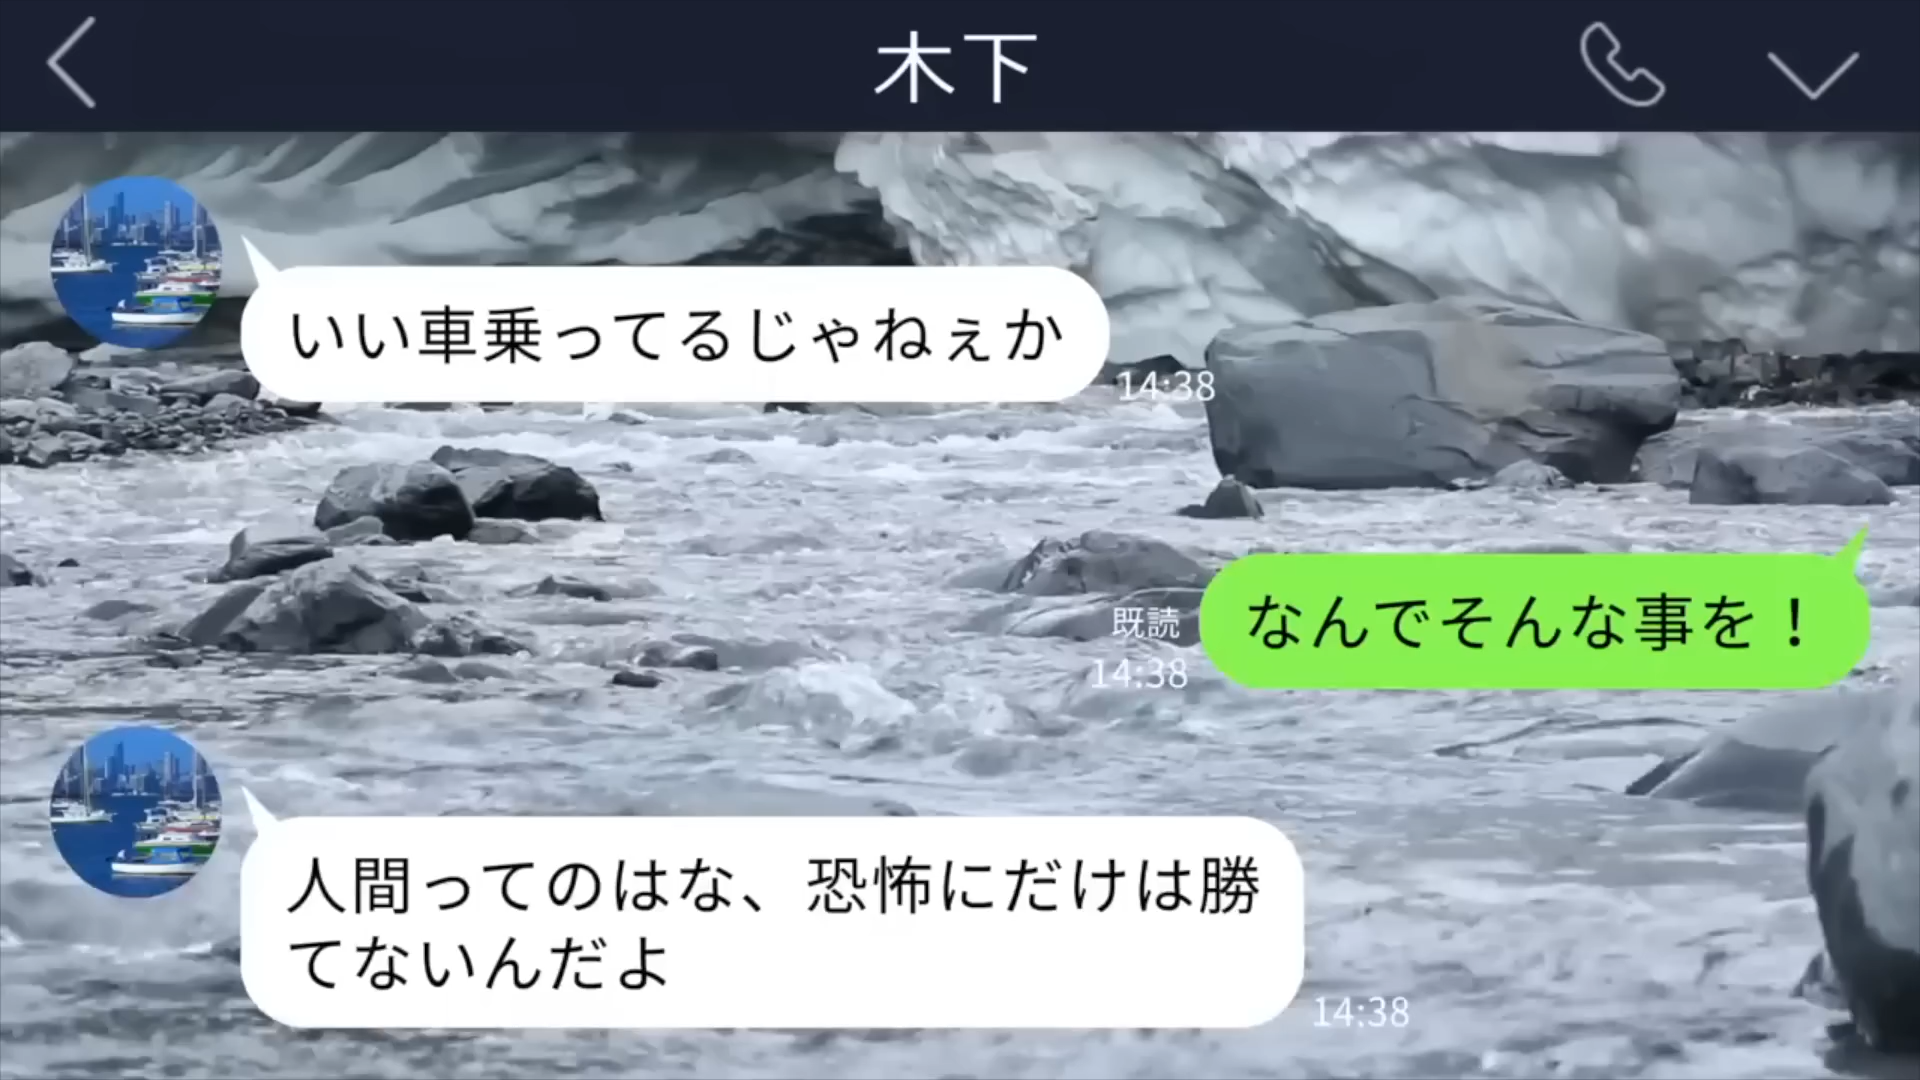 木下
いい車乗ってるじゃねぇか
14:38
なんでそんな事を！
既読
14:38
人間ってのはな、恐怖にだけは勝
てないんだよ
14:38